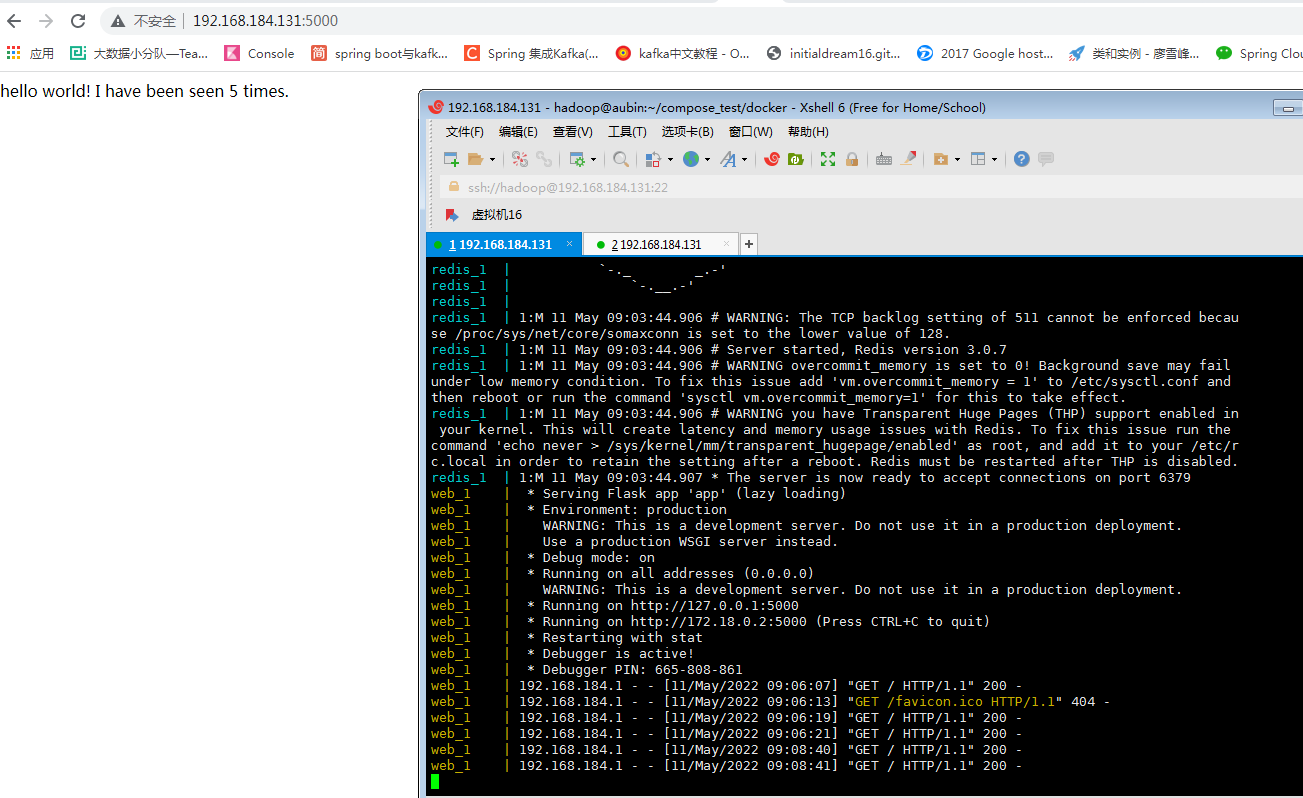 不安全 | 192.168.184.131:5000
应用 大数据小分队—Tea... Console spring boot与kafk... Spring 集成Kafka(... kafka中文教程 - O... initialdream16.git... 2017 Google host... 类和实例 - 廖雪峰... Spring Clou
hello world! I have been seen 5 times.
192.168.184.131 - hadoop@aubin:~/compose_test/docker - Xshell 6 (Free for Home/School)
文件(F) 编辑(E) 查看(V) 工具(T) 选项卡(B) 窗口(W) 帮助(H)
ssh://hadoop@192.168.184.131:22
虚拟机16
1 192.168.184.131 × 2 192.168.184.131 × +
redis_1 | `-._ _.-'
redis_1 | `-.__.-'
redis_1 |
redis_1 | 1:M 11 May 09:03:44.906 # WARNING: The TCP backlog setting of 511 cannot be enforced becau
se /proc/sys/net/core/somaxconn is set to the lower value of 128.
redis_1 | 1:M 11 May 09:03:44.906 # Server started, Redis version 3.0.7
redis_1 | 1:M 11 May 09:03:44.906 # WARNING overcommit_memory is set to 0! Background save may fail
under low memory condition. To fix this issue add 'vm.overcommit_memory = 1' to /etc/sysctl.conf and
then reboot or run the command 'sysctl vm.overcommit_memory=1' for this to take effect.
redis_1 | 1:M 11 May 09:03:44.906 # WARNING you have Transparent Huge Pages (THP) support enabled in
your kernel. This will create latency and memory usage issues with Redis. To fix this issue run the
command 'echo never > /sys/kernel/mm/transparent_hugepage/enabled' as root, and add it to your /etc/r
c.local in order to retain the setting after a reboot. Redis must be restarted after THP is disabled.
redis_1 | 1:M 11 May 09:03:44.907 * The server is now ready to accept connections on port 6379
web_1 | * Serving Flask app 'app' (lazy loading)
web_1 | * Environment: production
web_1 | WARNING: This is a development server. Do not use it in a production deployment.
web_1 | Use a production WSGI server instead.
web_1 | * Debug mode: on
web_1 | * Running on all addresses (0.0.0.0)
web_1 | WARNING: This is a development server. Do not use it in a production deployment.
web_1 | * Running on http://127.0.0.1:5000
web_1 | * Running on http://172.18.0.2:5000 (Press CTRL+C to quit)
web_1 | * Restarting with stat
web_1 | * Debugger is active!
web_1 | * Debugger PIN: 665-808-861
web_1 | 192.168.184.1 - - [11/May/2022 09:06:07] "GET / HTTP/1.1" 200 -
web_1 | 192.168.184.1 - - [11/May/2022 09:06:13] "GET /favicon.ico HTTP/1.1" 404 -
web_1 | 192.168.184.1 - - [11/May/2022 09:06:19] "GET / HTTP/1.1" 200 -
web_1 | 192.168.184.1 - - [11/May/2022 09:06:21] "GET / HTTP/1.1" 200 -
web_1 | 192.168.184.1 - - [11/May/2022 09:08:40] "GET / HTTP/1.1" 200 -
web_1 | 192.168.184.1 - - [11/May/2022 09:08:41] "GET / HTTP/1.1" 200 -